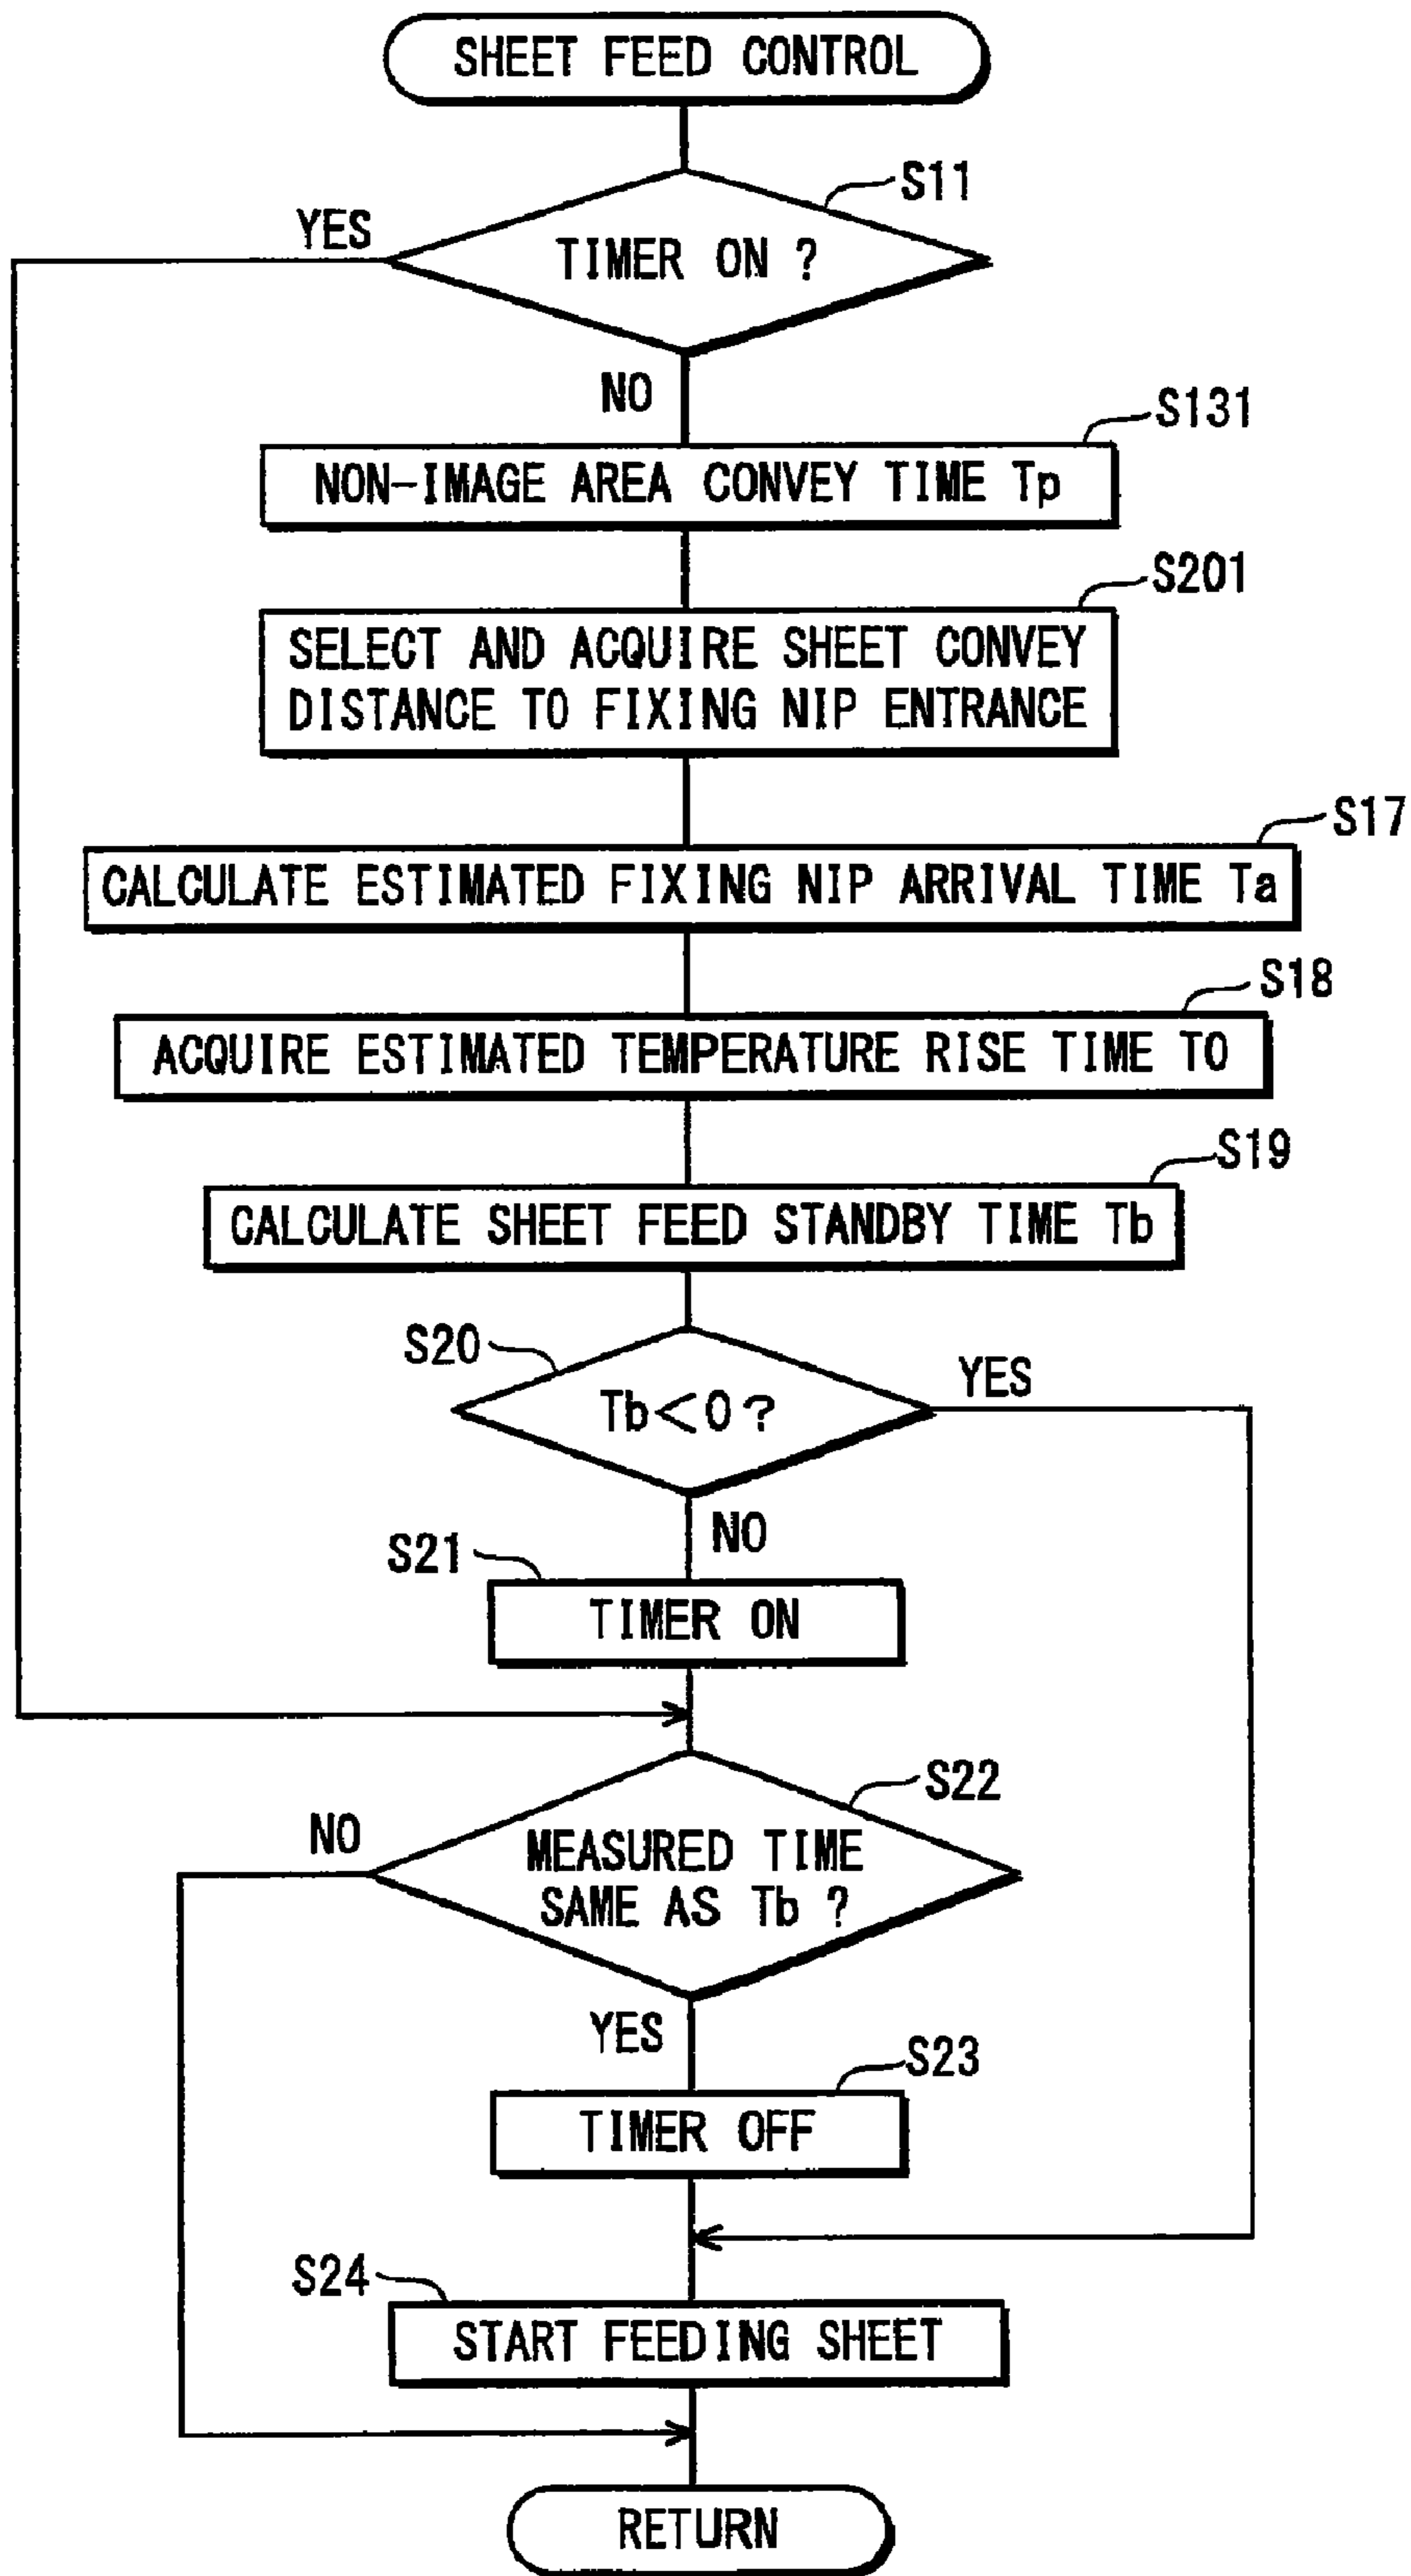 SHEET FEED CONTROL
S11
YES
TIMER ON ?
NO
S131
NON-IMAGE AREA CONVEY TIME Tp
S201
SELECT AND ACQUIRE SHEET CONVEY
DISTANCE TO FIXING NIP ENTRANCE
S17
CALCULATE ESTIMATED FIXING NIP ARRIVAL TIME Ta
S18
ACQUIRE ESTIMATED TEMPERATURE RISE TIME T0
S19
CALCULATE SHEET FEED STANDBY TIME Tb
S20
YES
Tb<0?
NO
S21
TIMER ON
S22
NO
MEASURED TIME
SAME AS Tb ?
YES
S23
TIMER OFF
S24
START FEEDING SHEET
RETURN